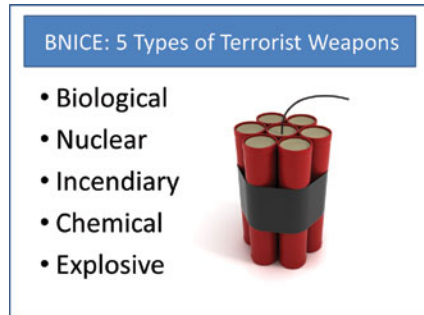 BNICE: 5 Types of Terrorist Weapons
• Biological
• Nuclear
• Incendiary
• Chemical
• Explosive